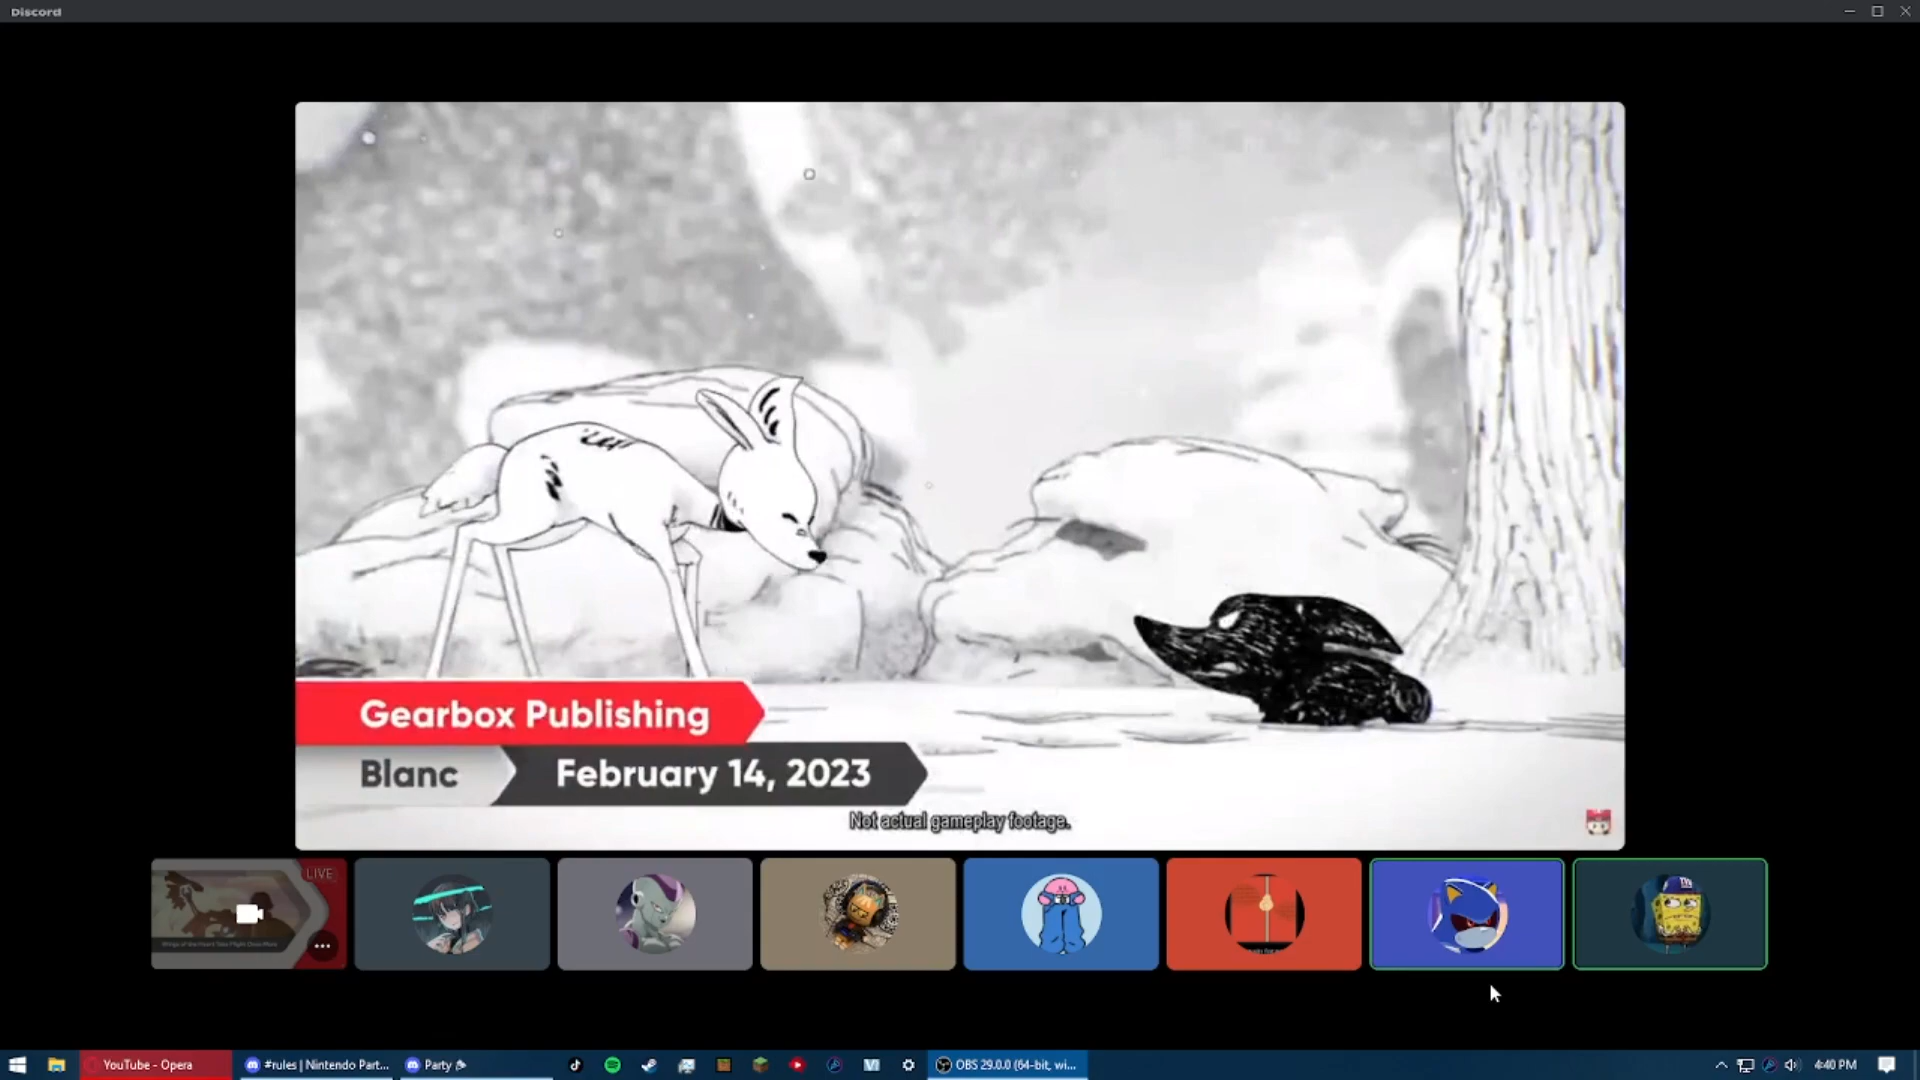 Discord
Gearbox Publishing
Blanc
February 14, 2023
Not actual gameplay footage.
LIVE
YouTube - Opera
#rules | Nintendo Part...
Party
OBS 29.0.0 (64-bit, wi...
4:40 PM